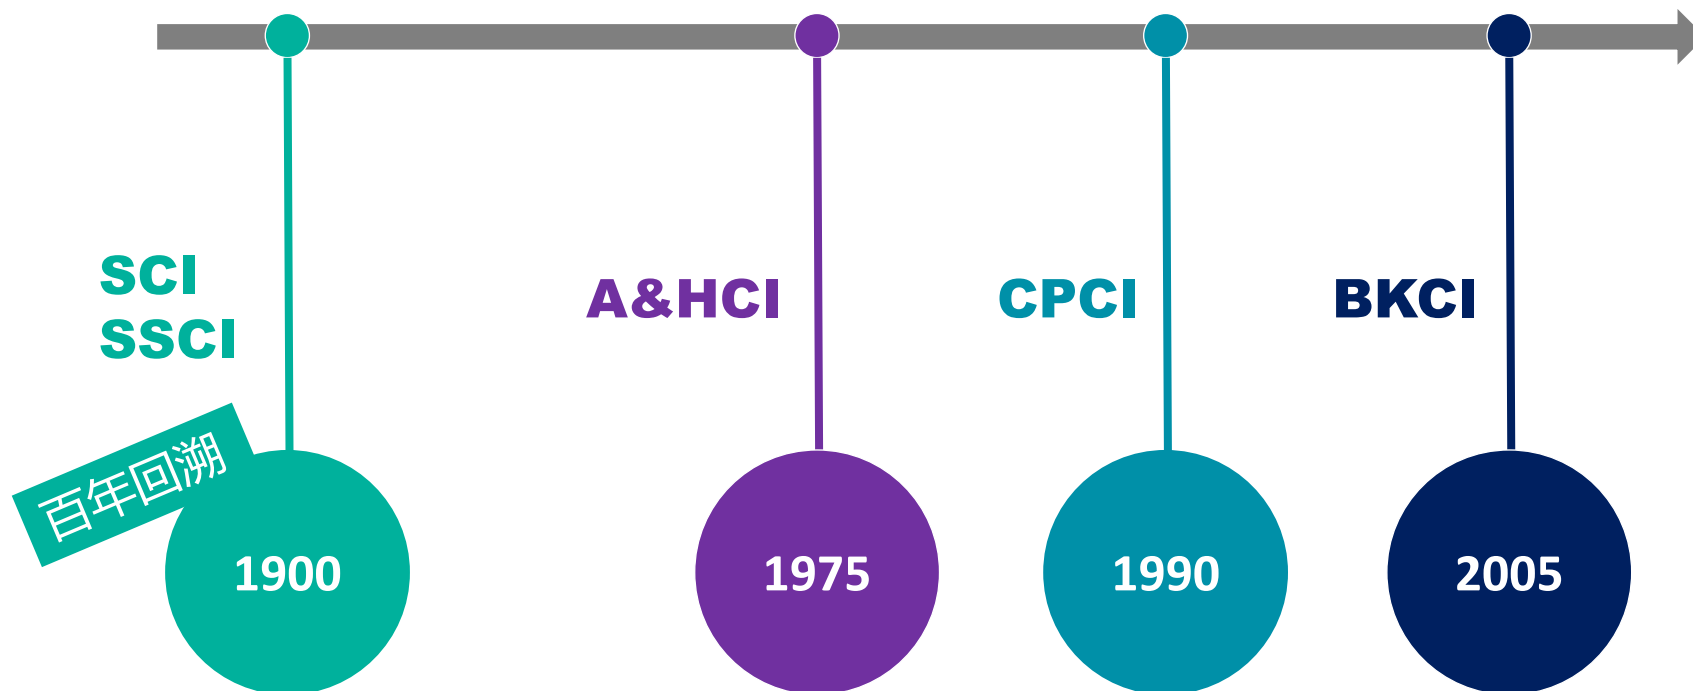 SCI
SSCI
A&HCI
CPCI
BKCI
百年回溯
1900
1975
1990
2005